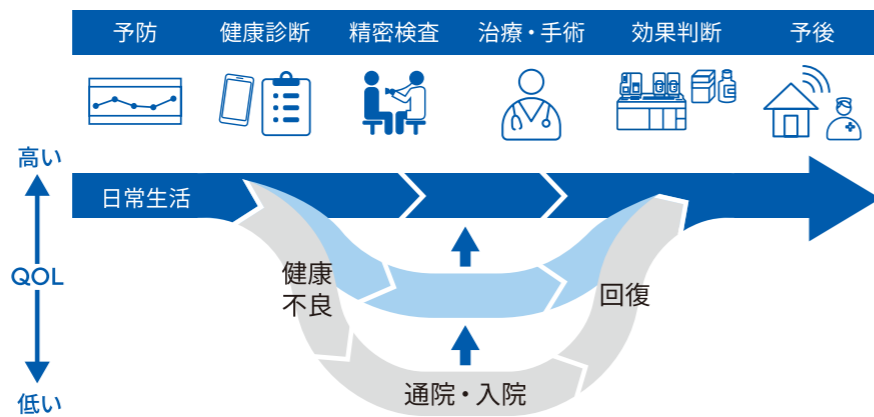 予防
健康診断
精密検査
治療・手術
効果判断
予後
高い
日常生活
QOL
健康
不良
回復
通院・入院
低い